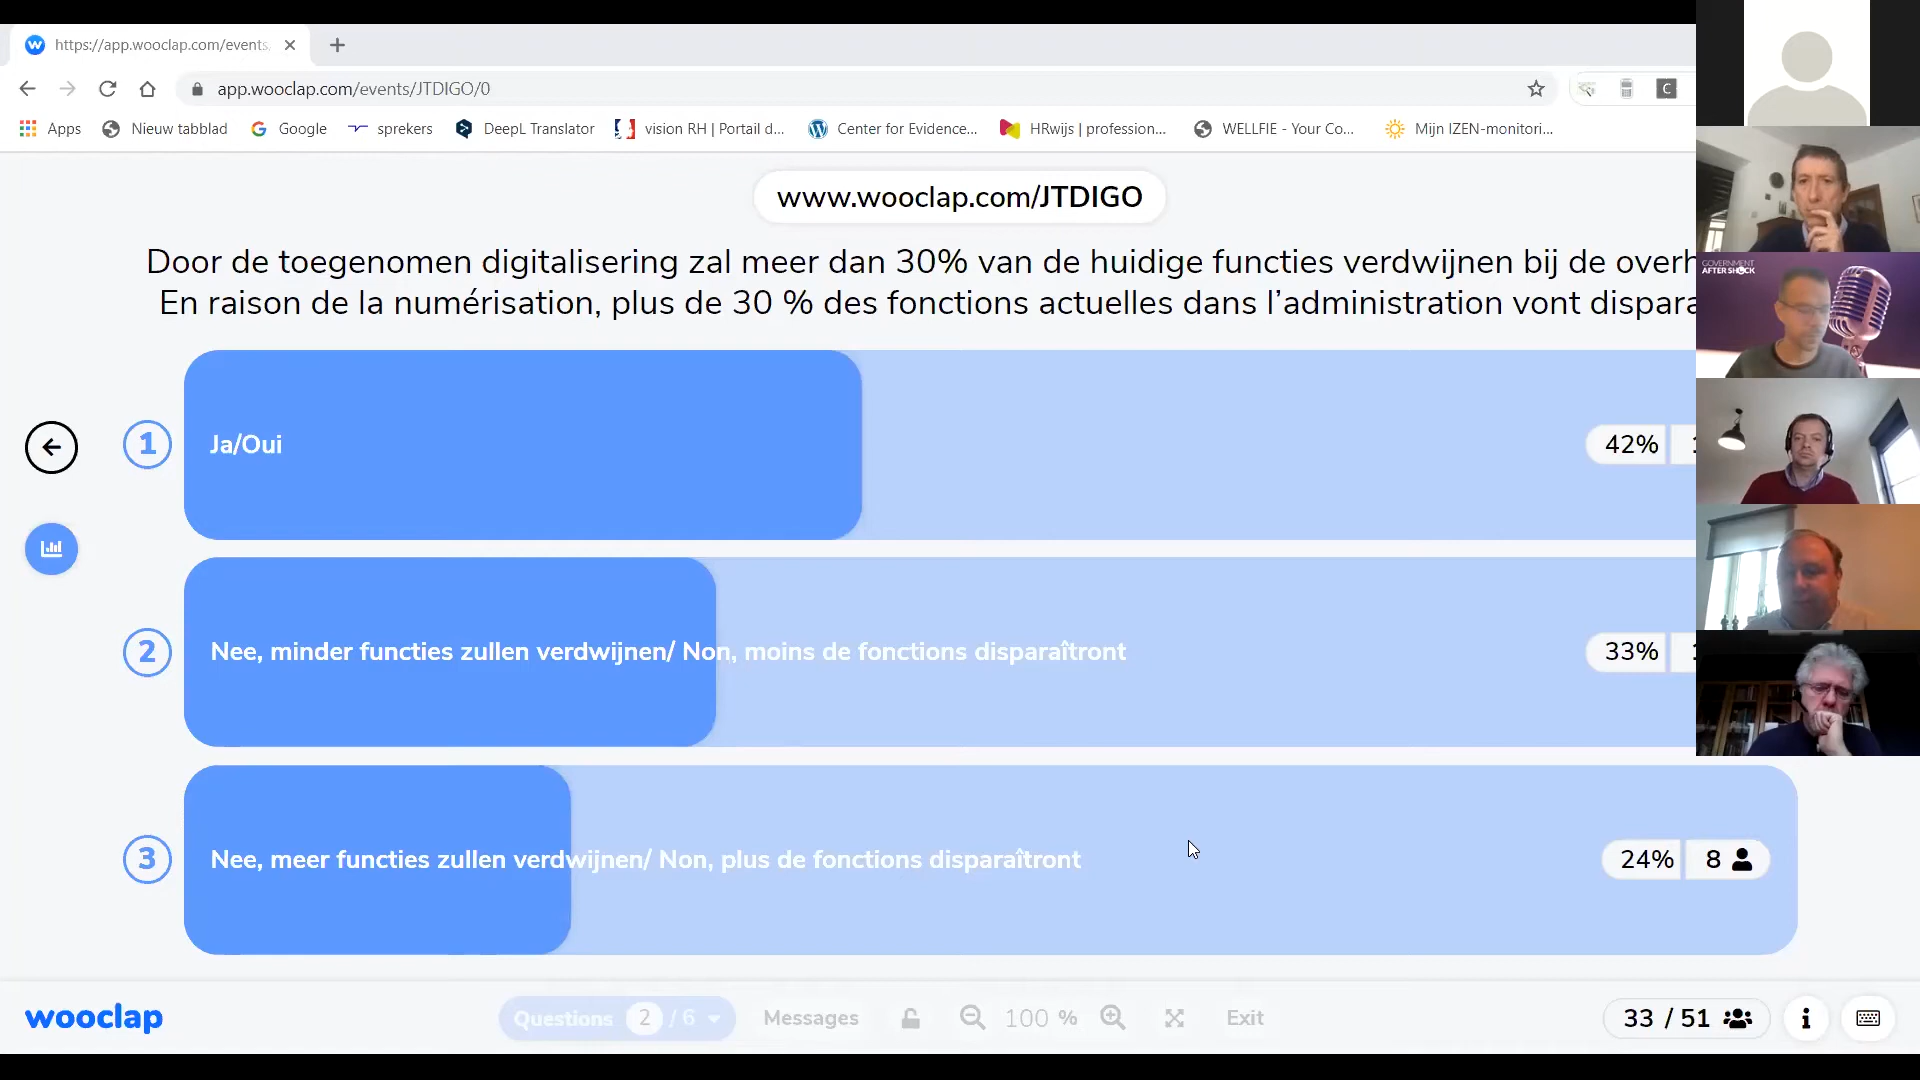 https://app.wooclap.com/events,
app.wooclap.com/events/JTDIGO/0
C
Apps
Nieuw tabblad
Google
sprekers
DeepL Translator
vision RH | Portail d...
Center for Evidence...
HRwijs | profession...
WELLFIE - Your Co...
Mijn IZEN-monitori...
www.wooclap.com/JTDIGO
Door de toegenomen digitalisering zal meer dan 30% van de huidige functies verdwijnen bij de overh
En raison de la numérisation, plus de 30 % des fonctions actuelles dans l'administration vont dispara
1
Ja/Oui
42%
2
Nee, minder functies zullen verdwijnen/ Non, moins de fonctions disparaîtront
33%
3
Nee, meer functies zullen verdwijnen/ Non, plus de fonctions disparaîtront
24%
8
GOVERNMENT
AFTER SHOCK
wooclap
Questions 2 / 6
Messages
100 %
Exit
33 / 51